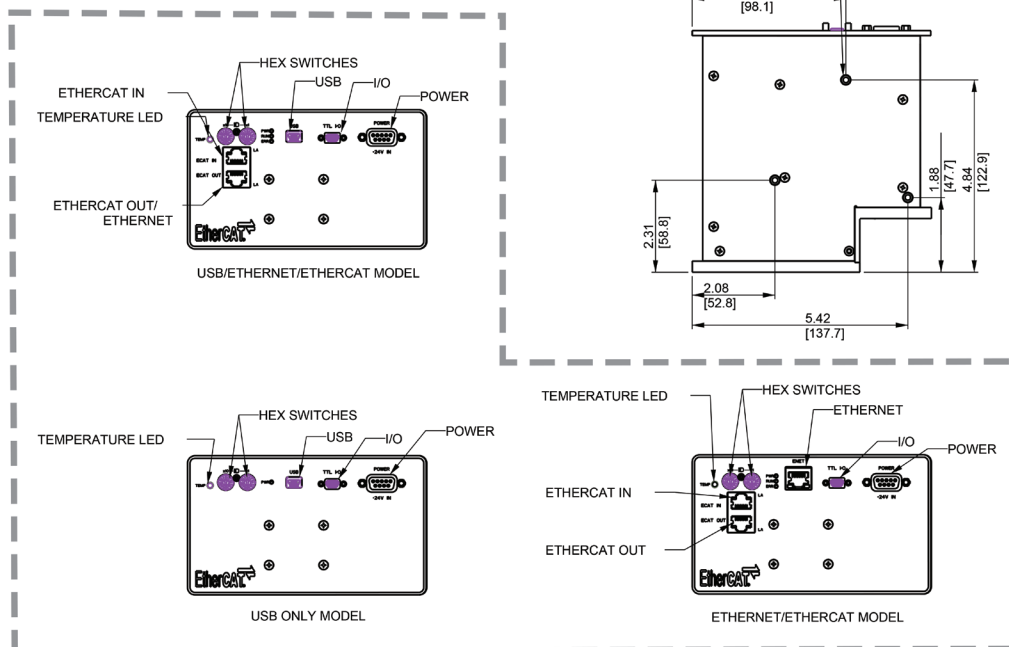 [98.1]
2.31
[58.8]
1.88
[47.7]
4.84
[122.9]
2.08
[52.8]
5.42
[137.7]
HEX SWITCHES
USB
I/O
POWER
ETHERCAT IN
TEMPERATURE LED
ETHERCAT OUT/
ETHERNET
TEMP
ID
USB
TTL I/O
POWER
+24V IN
ECAT IN
L/A
ECAT OUT
L/A
EtherCAT
USB/ETHERNET/ETHERCAT MODEL
HEX SWITCHES
USB
I/O
POWER
TEMPERATURE LED
TEMP
ID
USB
TTL I/O
POWER
+24V IN
EtherCAT
USB ONLY MODEL
TEMPERATURE LED
HEX SWITCHES
ETHERNET
I/O
POWER
ETHERCAT IN
ETHERCAT OUT
TEMP
ID
ENET
TTL I/O
POWER
+24V IN
ECAT IN
L/A
ECAT OUT
L/A
EtherCAT
ETHERNET/ETHERCAT MODEL